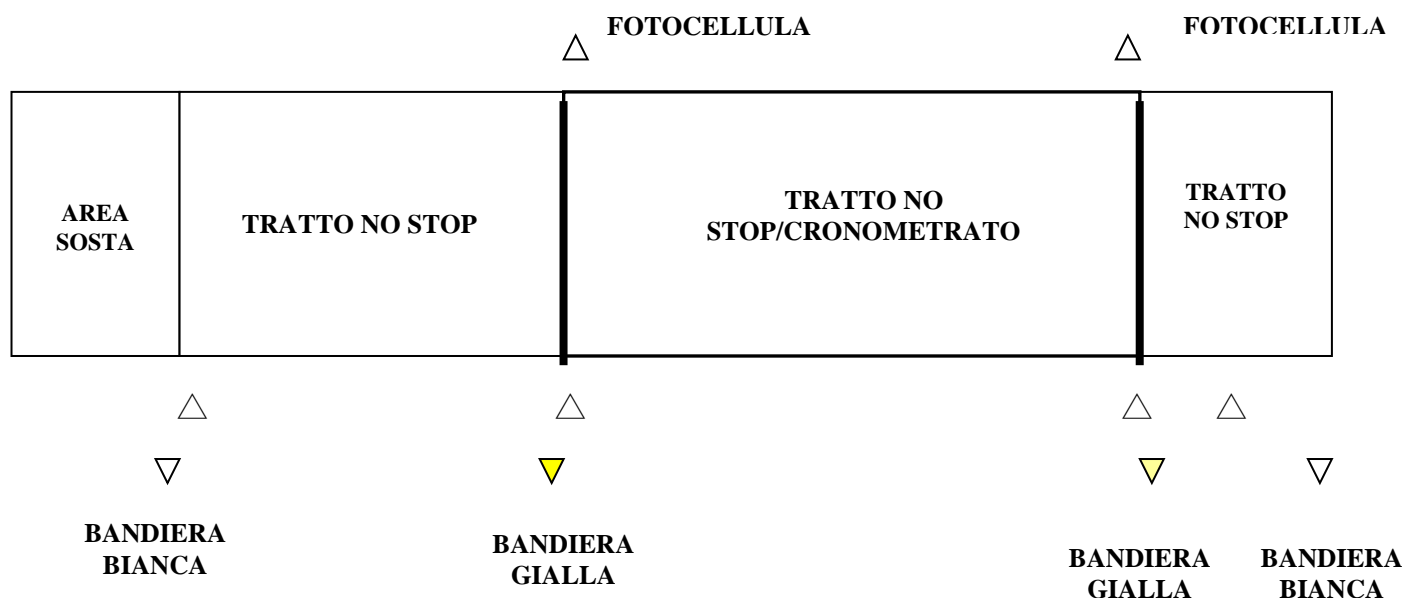 FOTOCELLULA
FOTOCELLULA
AREA
SOSTA
TRATTO NO STOP
TRATTO NO
STOP/CRONOMETRATO
TRATTO
NO STOP
BANDIERA
BIANCA
BANDIERA
GIALLA
BANDIERA
GIALLA
BANDIERA
BIANCA